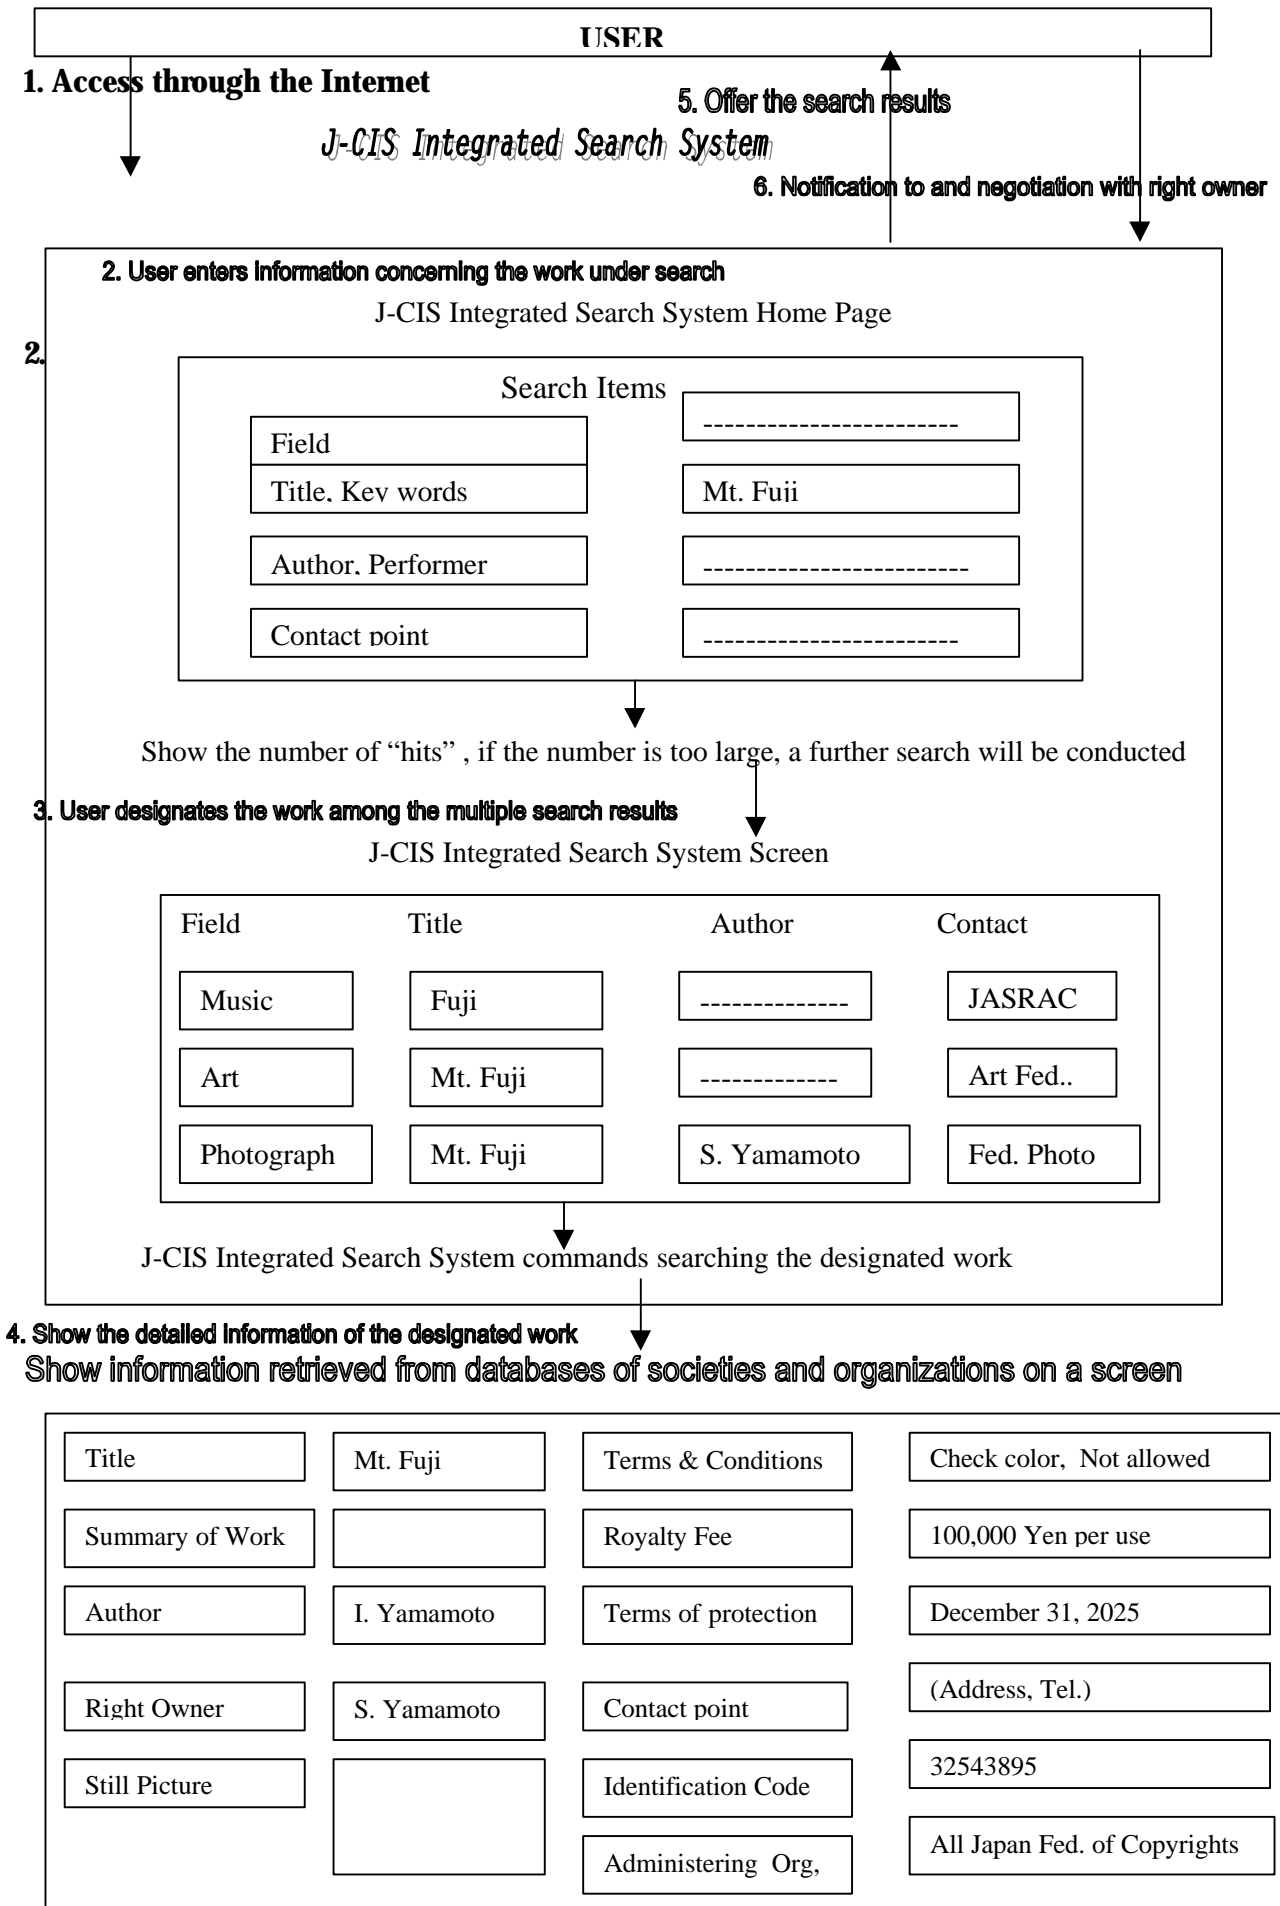 USER
1. Access through the Internet
5. Offer the search results
J-CIS Integrated Search System
6. Notification to and negotiation with right owner
2. User enters information concerning the work under search
J-CIS Integrated Search System Home Page
2.
Search Items
Field ------------------------
Title, Key words Mt. Fuji
Author, Performer -------------------------
Contact point ------------------------
Show the number of “hits” , if the number is too large, a further search will be conducted
3. User designates the work among the multiple search results
J-CIS Integrated Search System Screen
Field Title Author Contact
Music Fuji -------------- JASRAC
Art Mt. Fuji ------------- Art Fed..
Photograph Mt. Fuji S. Yamamoto Fed. Photo
J-CIS Integrated Search System commands searching the designated work
4. Show the detailed information of the designated work
Show information retrieved from databases of societies and organizations on a screen
Title Mt. Fuji Terms & Conditions Check color, Not allowed
Summary of Work Royalty Fee 100,000 Yen per use
Author I. Yamamoto Terms of protection December 31, 2025
Right Owner S. Yamamoto Contact point (Address, Tel.)
Still Picture Identification Code 32543895
Administering Org, All Japan Fed. of Copyrights